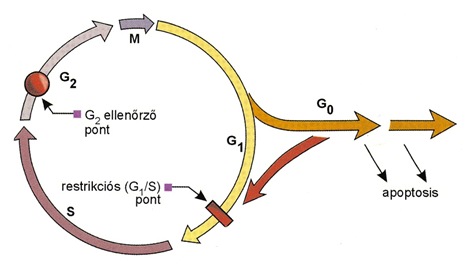 M
G₂
G₂ ellenőrző
pont
G₀
G₁
restrikciós (G₁/S)
pont
apoptosis
S